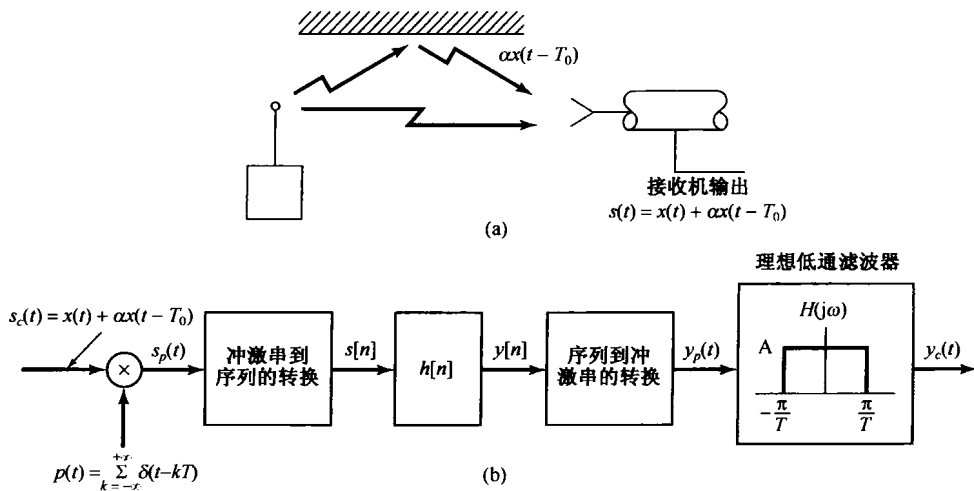 αx(t − T₀)
接收机输出
s(t) = x(t) + αx(t − T₀)
(a)
理想低通滤波器
s_c(t) = x(t) + αx(t − T₀)
s_p(t)
冲激串到
序列的转换
s[n]
h[n]
y[n]
序列到冲
激串的转换
y_p(t)
H(jω)
A
−π/T
π/T
y_c(t)
×
p(t) = Σ δ(t−kT)
(b)